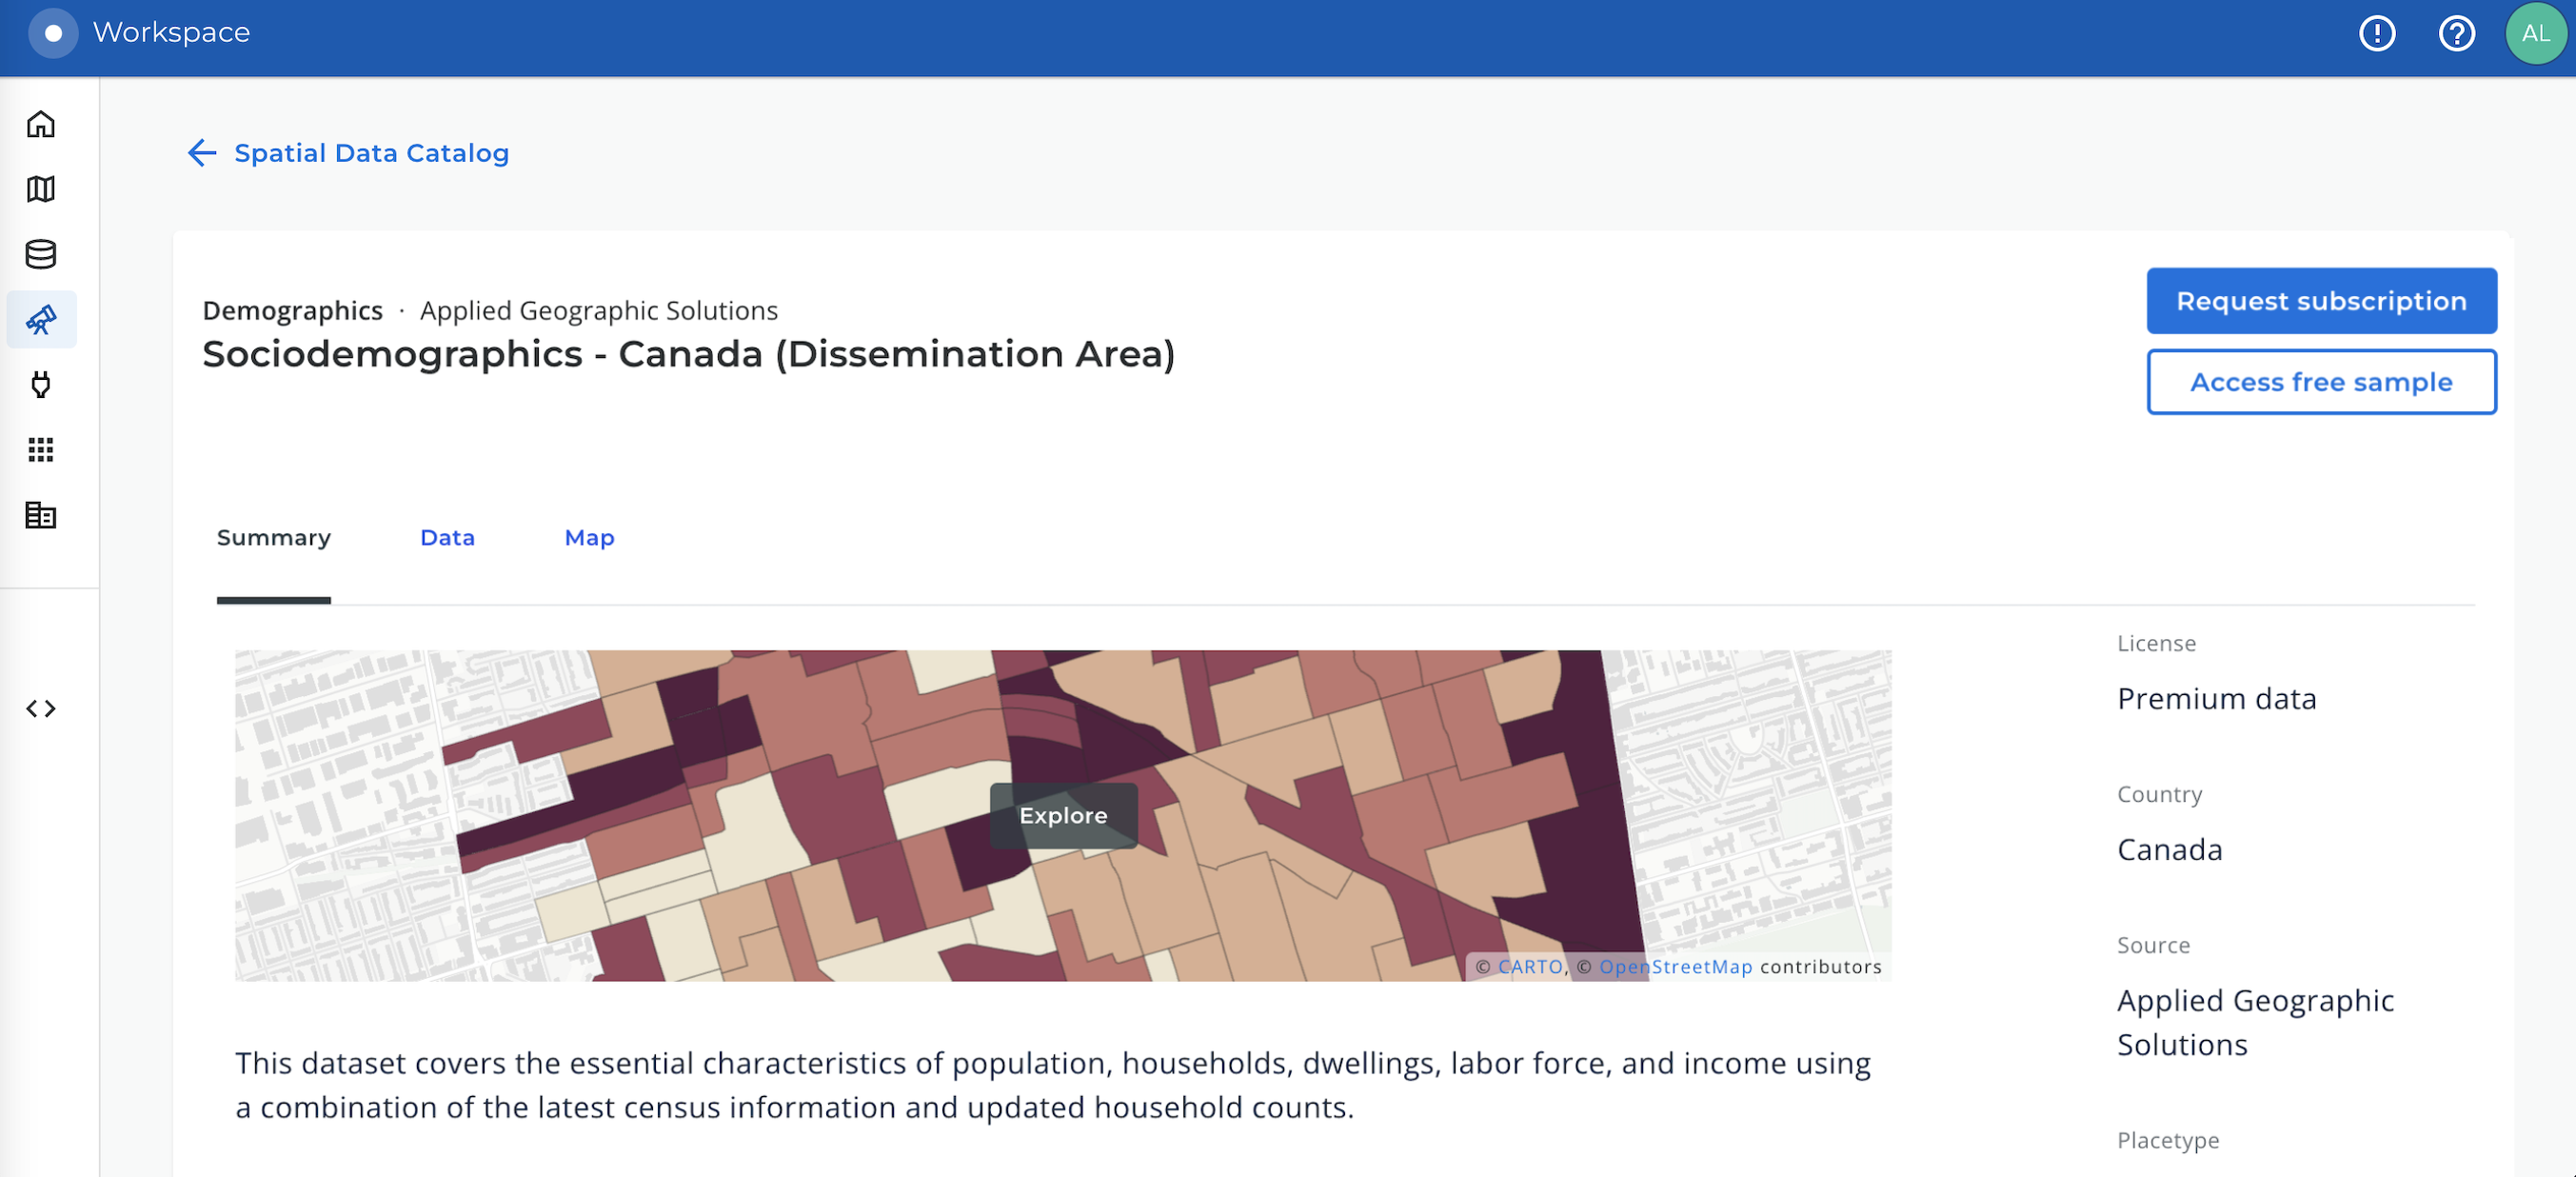 Workspace
AL
Spatial Data Catalog
Demographics · Applied Geographic Solutions
Sociodemographics - Canada (Dissemination Area)
Request subscription
Access free sample
Summary
Data
Map
Explore
© CARTO, © OpenStreetMap contributors
This dataset covers the essential characteristics of population, households, dwellings, labor force, and income using
a combination of the latest census information and updated household counts.
License
Premium data
Country
Canada
Source
Applied Geographic
Solutions
Placetype